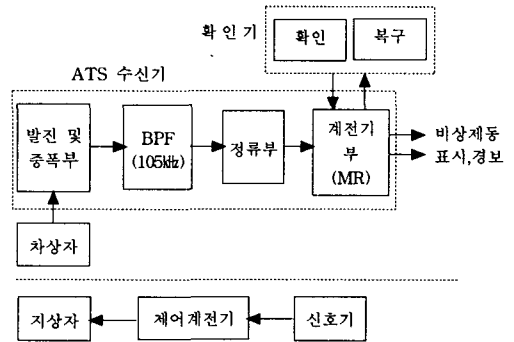 확인기
확인
복구
ATS 수신기
발진 및
증폭부
BPF
(105㎑)
정류부
계전기
부
(MR)
비상제동
표시,경보
차상자
지상자
제어계전기
신호기